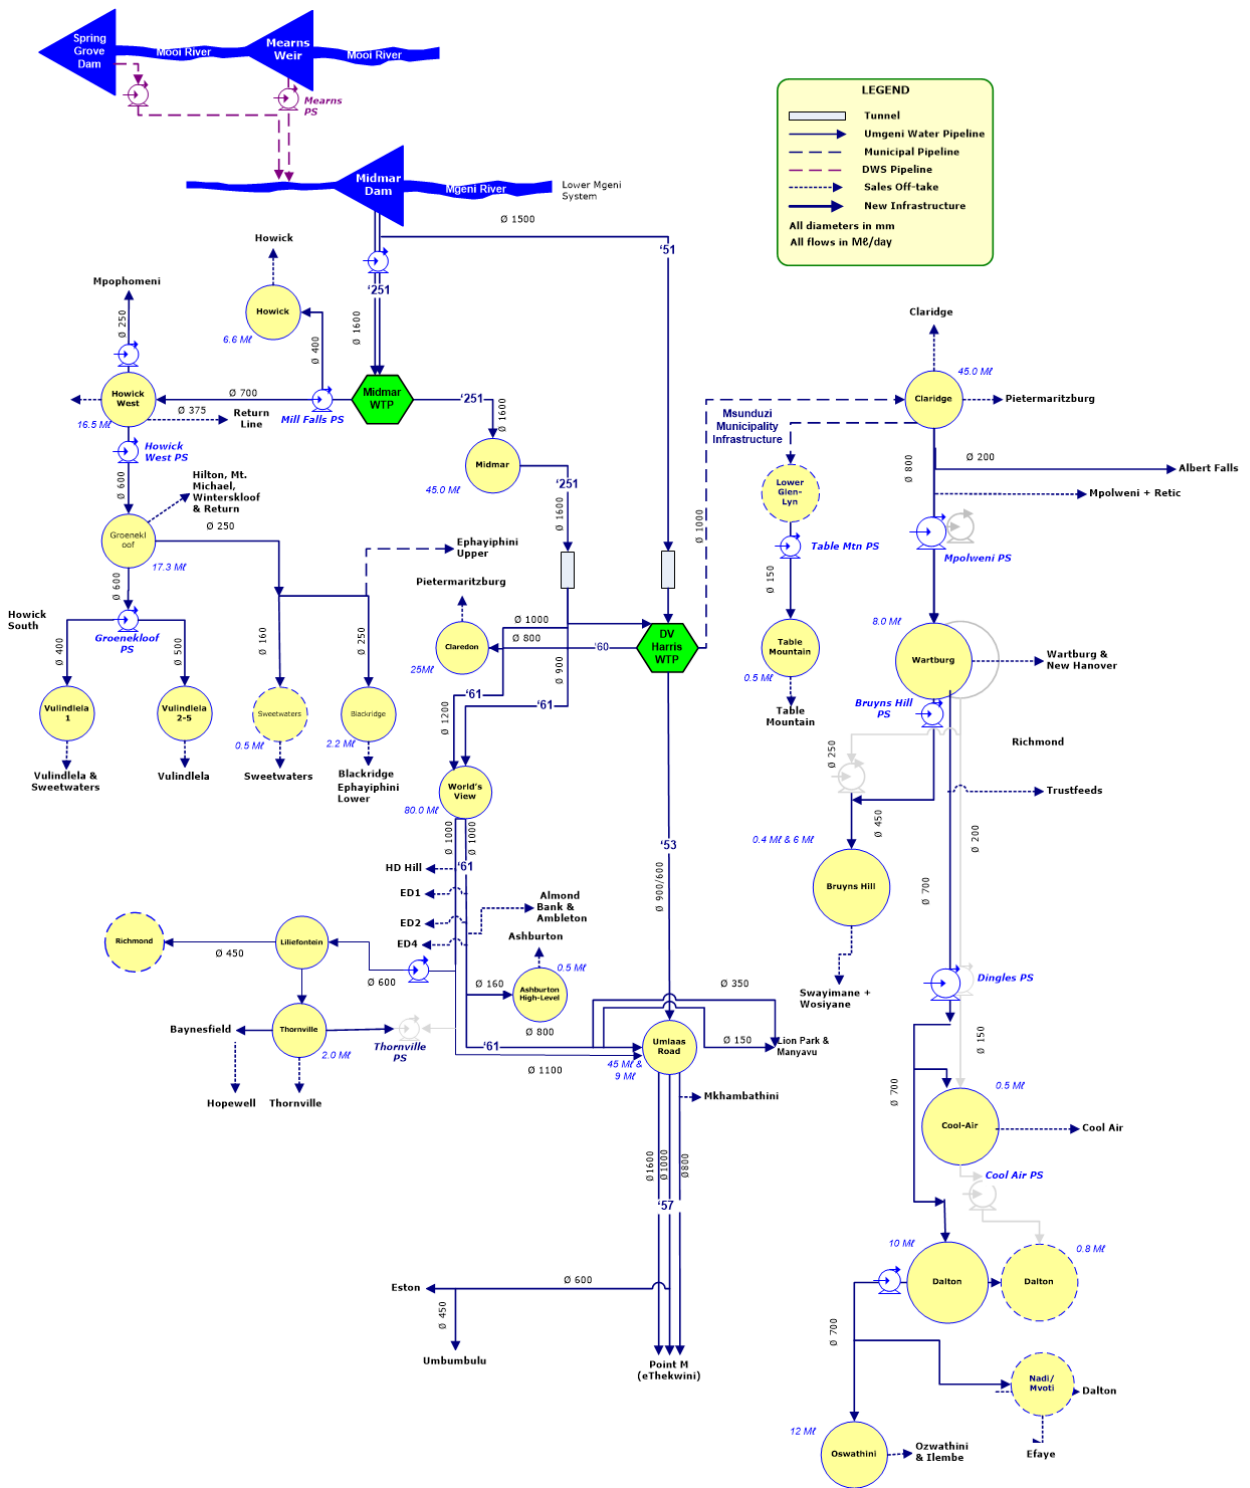 Spring
Grove
Dam
Mooi River
Mearns
Weir
Mooi River
Mearns
PS
LEGEND
Tunnel
Umgeni Water Pipeline
Municipal Pipeline
DWS Pipeline
Sales Off-take
New Infrastructure
All diameters in mm
All flows in Mℓ/day
Midmar
Dam
Mgeni River
Lower Mgeni
System
Ø 1500
Howick
‘51
Mpophomeni
‘251
Ø 250
Howick
6.6 Mℓ
Ø 400
Ø 1600
Claridge
45.0 Mℓ
Howick
West
16.5 Mℓ
Ø 700
Ø 375
Return
Line
Mill Falls PS
Midmar
WTP
‘251
Ø 1600
Msunduzi
Municipality
Infrastructure
Claridge
Pietermaritzburg
Howick
West PS
Midmar
45.0 Mℓ
‘251
Ø 800
Ø 200
Albert Falls
Ø 600
Hilton, Mt.
Michael,
Winterskloof
& Return
Lower
Glen-
Lyn
Mpolweni + Retic
Ø 1600
Ø 1000
Groenekl
oof
17.3 Mℓ
Ø 250
Ephayiphini
Upper
Table Mtn PS
Mpolweni PS
Ø 600
Pietermaritzburg
Ø 150
Howick
South
Groenekloof
PS
Ø 400
Ø 500
Ø 160
Ø 250
Ø 1000
Ø 800
‘60
DV
Harris
WTP
Claredon
25Mℓ
Ø 900
Table
Mountain
0.5 Mℓ
8.0 Mℓ
Wartburg
Wartburg &
New Hanover
Vulindlela
1
Vulindlela
2-5
Sweetwaters
0.5 Mℓ
Blackridge
2.2 Mℓ
‘61
‘61
Ø 1200
Table
Mountain
Bruyns Hill
PS
Richmond
Ø 250
Vulindlela &
Sweetwaters
Vulindlela
Sweetwaters
Blackridge
Ephayiphini
Lower
World's
View
80.0 Mℓ
Trustfeeds
Ø 450
Ø 200
Ø 1000
Ø 1000
‘53
0.4 Mℓ & 6 Mℓ
HD Hill
‘61
Bruyns Hill
Ø 900/600
Ø 700
ED1
Almond
Bank &
Ambleton
ED2
Ashburton
ED4
Richmond
Ø 450
Liliefontein
Ø 600
0.5 Mℓ
Ø 160
Ashburton
High-Level
Ø 350
Dingles PS
Swayimane +
Wosiyane
Baynesfield
Thornville
2.0 Mℓ
Thornville
PS
Ø 800
‘61
Ø 1100
Umlaas
Road
45 Mℓ &
9 Mℓ
Ø 150
Lion Park &
Manyavu
Ø 150
Ø 700
0.5 Mℓ
Hopewell
Thornville
Mkhambathini
Cool-Air
Cool Air
Ø1600
Ø1000
Ø800
Cool Air PS
‘57
10 Mℓ
0.8 Mℓ
Eston
Ø 600
Dalton
Dalton
Ø 450
Ø 700
Umbumbulu
Point M
(eThekwini)
Nadi/
Mvoti
Dalton
12 Mℓ
Oswathini
Ozwathini
& Ilembe
Efaye